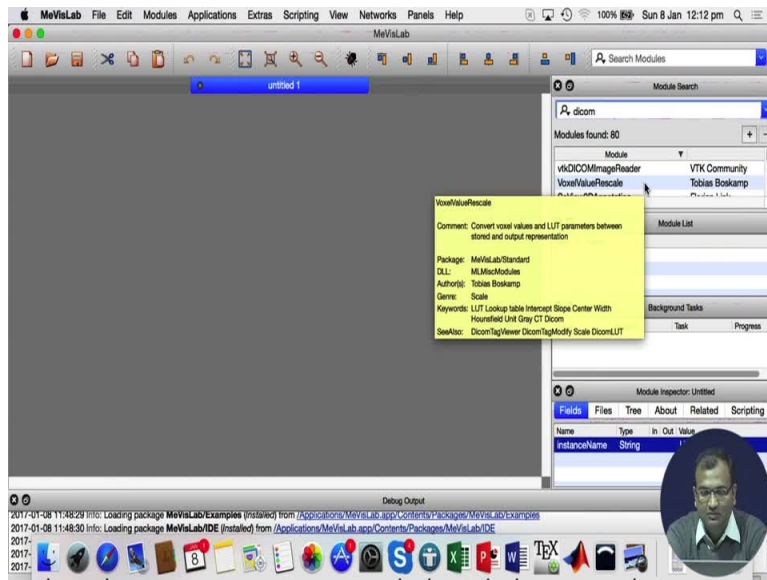 MeVisLab File Edit Modules Applications Extras Scripting View Networks Panels Help 100% Sun 8 Jan 12:12 pm
MeVisLab
Search Modules
untitled 1
Module Search
dicom
Modules found: 80
Module
vtkDICOMImageReader VTK Community
VoxelValueRescale Tobias Boskamp
VoxelValueRescale
Comment: Convert voxel values and LUT parameters between
stored and output representation
Package: MeVisLab/Standard
DLL: MLMiscModules
Author(s): Tobias Boskamp
Genre: Scale
Keywords: LUT Lookup table Intercept Slope Center Width
Hounsfield Unit Gray CT Dicom
SeeAlso: DicomTagViewer DicomTagModify Scale DicomLUT
Module List
Background Tasks
Task Progress
Module Inspector: Untitled
Fields Files Tree About Related Scripting
Name Type In Out Value
instanceName String
Debug Output
2017-01-08 11:48:29 Info: Loading package MeVisLab/Examples (installed) from /Applications/MeVisLab.app/Contents/Packages/MeVisLab/Examples
2017-01-08 11:48:30 Info: Loading package MeVisLab/IDE (installed) from /Applications/MeVisLab.app/Contents/Packages/MeVisLab/IDE
2017-
2017-
2017-
8
TEX